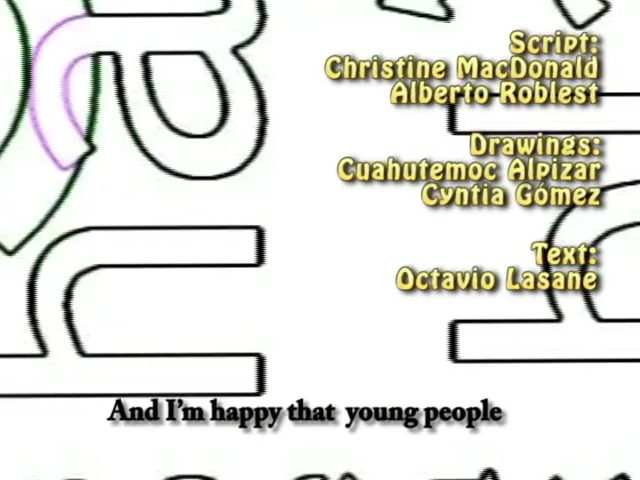 Script:
Christine MacDonald
Alberto Roblest
Drawings:
Cuahutemoc Alpizar
Cyntia Gómez
Text:
Octavio Lasane
And I'm happy that  young people